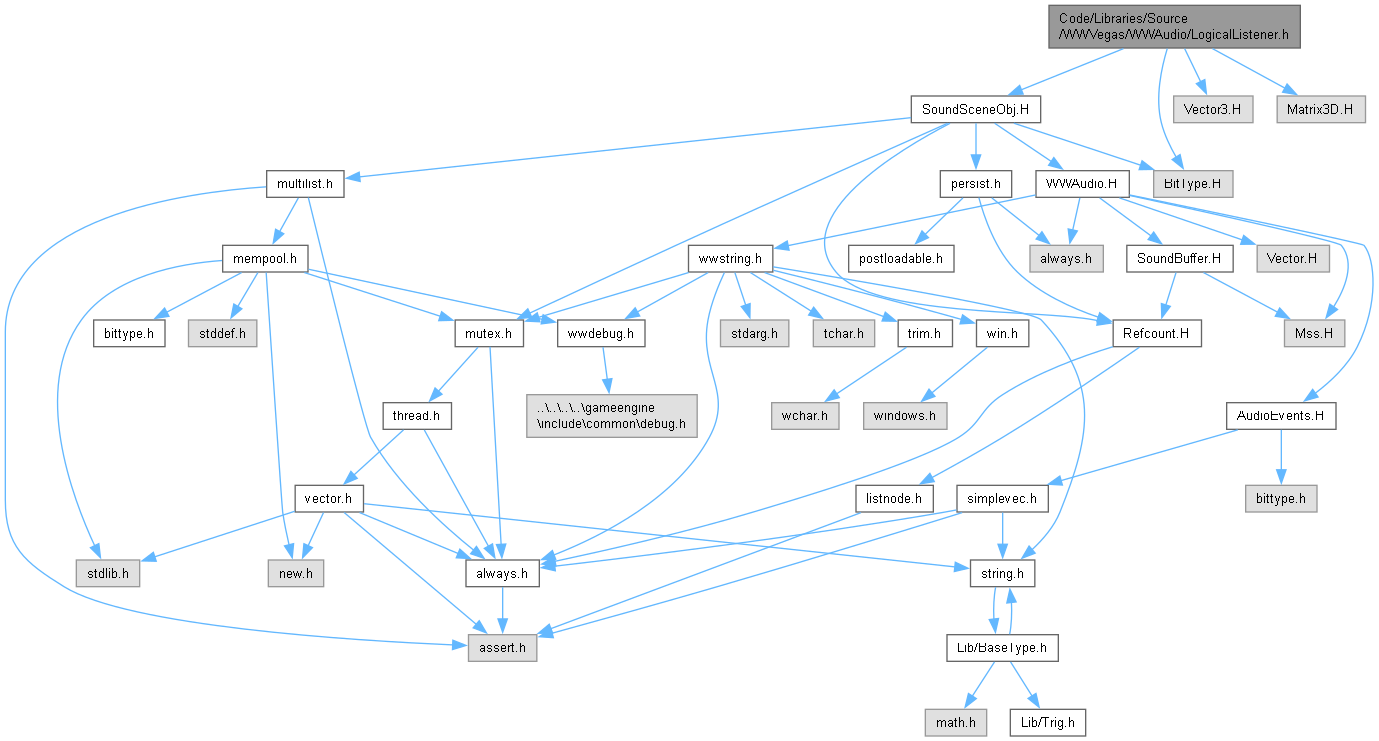 Code/Libraries/Source
/WWVegas/WWAudio/LogicalListener.h
SoundSceneObj.H
Vector3.H
Matrix3D.H
multilist.h
persist.h
WWAudio.H
BitType.H
mempool.h
wwstring.h
postloadable.h
always.h
SoundBuffer.H
Vector.H
bittype.h
stddef.h
mutex.h
wwdebug.h
stdarg.h
tchar.h
trim.h
win.h
Refcount.H
Mss.H
thread.h
..\..\..\..\gameengine
\include\common\debug.h
wchar.h
windows.h
AudioEvents.H
vector.h
listnode.h
simplevec.h
bittype.h
stdlib.h
new.h
always.h
string.h
assert.h
Lib/BaseType.h
math.h
Lib/Trig.h